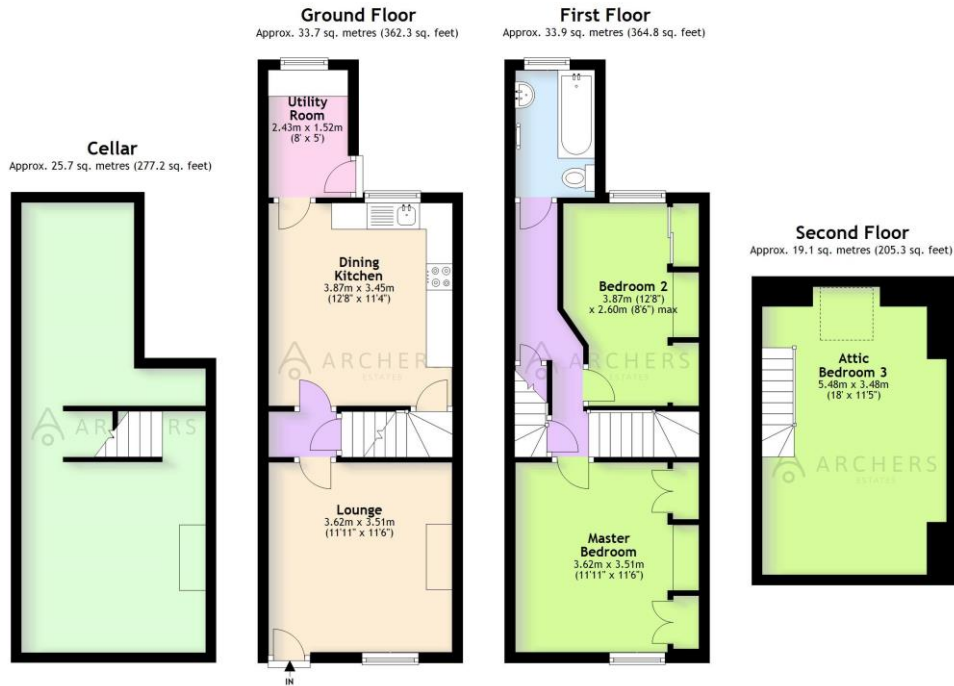 Cellar
Approx. 25.7 sq. metres (277.2 sq. feet)
ARCHERS
Ground Floor
Approx. 33.7 sq. metres (362.3 sq. feet)
Utility
Room
2.43m x 1.52m
(8' x 5')
Dining
Kitchen
3.87m x 3.45m
(12'8" x 11'4")
ARCHERS
ESTATES
Lounge
3.62m x 3.51m
(11'11" x 11'6")
IN
First Floor
Approx. 33.9 sq. metres (364.8 sq. feet)
Bedroom 2
3.87m (12'8")
x 2.60m (8'6") max
ARCHERS
ESTATES
Master
Bedroom
3.62m x 3.51m
(11'11" x 11'6")
Second Floor
Approx. 19.1 sq. metres (205.3 sq. feet)
Attic
Bedroom 3
5.48m x 3.48m
(18' x 11'5")
ARCHERS
ESTATES